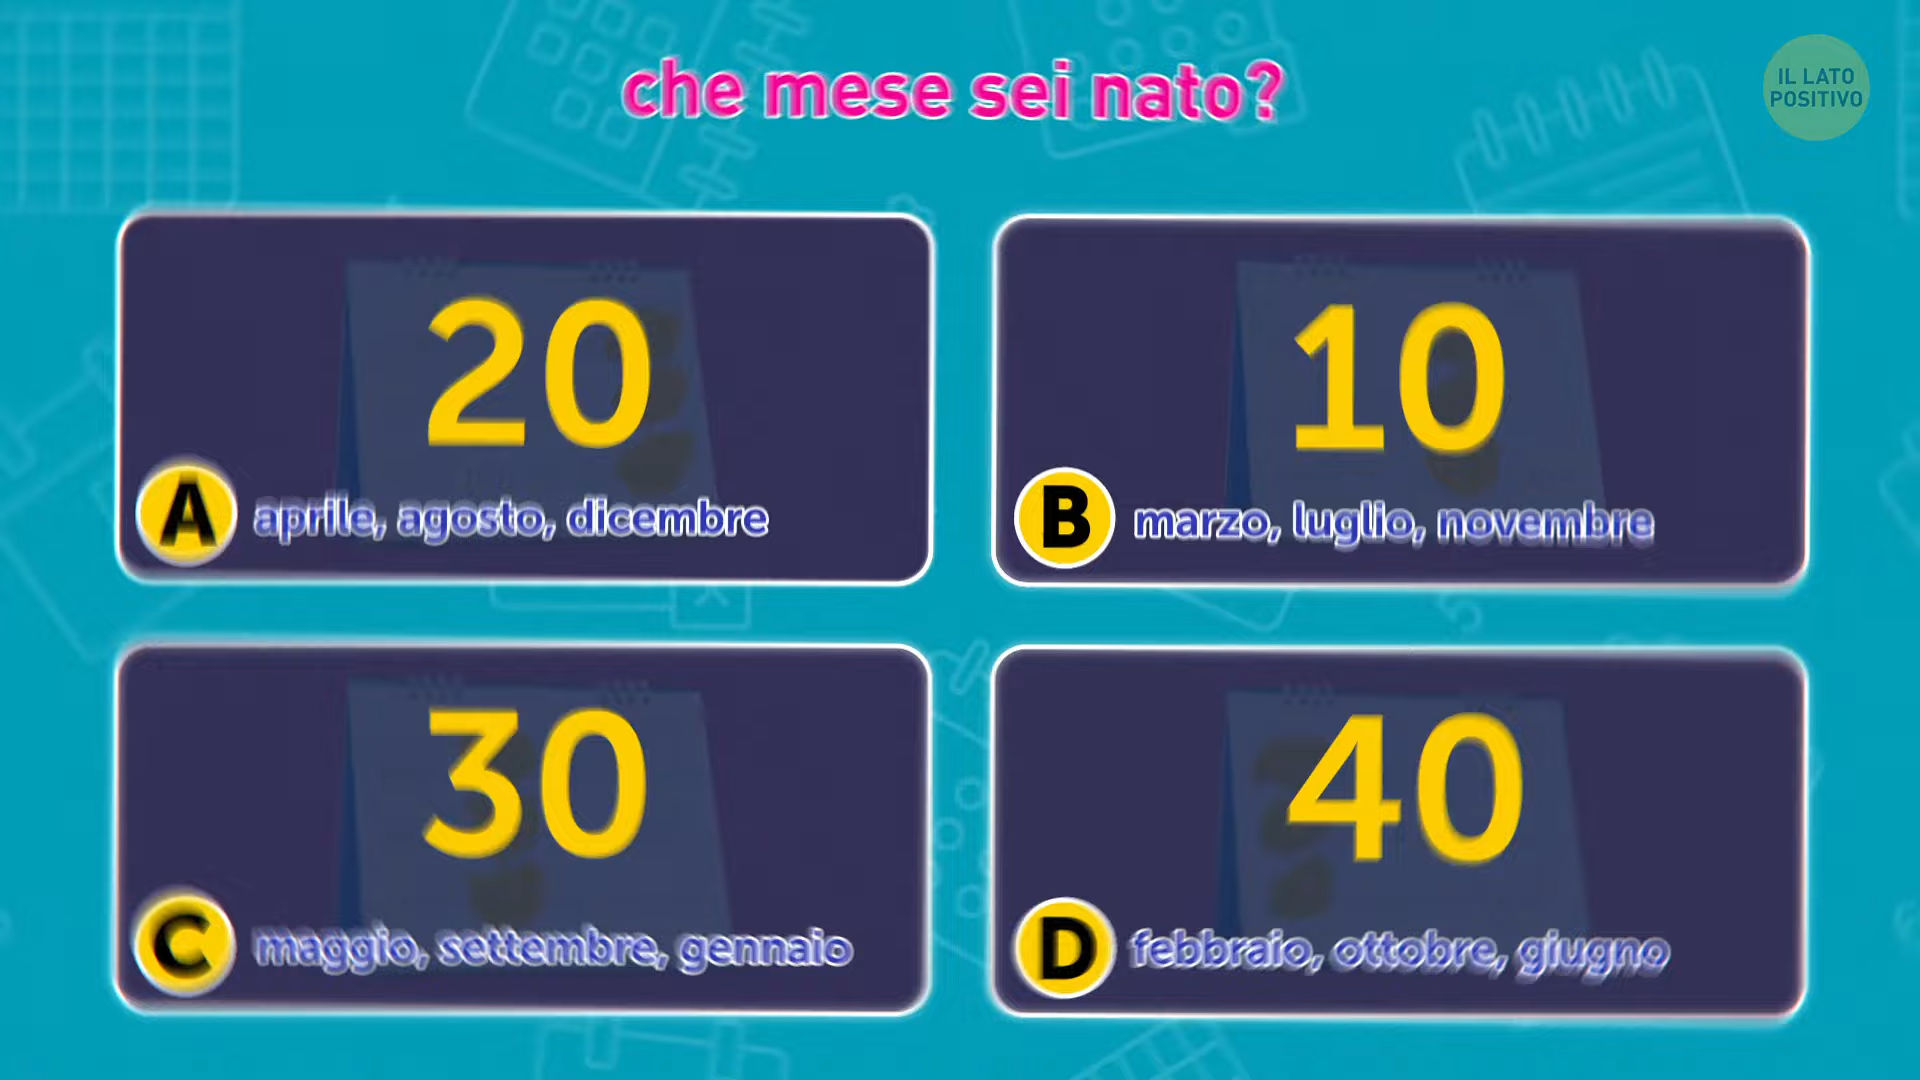 che mese sei nato?
IL LATO
POSITIVO
20
A aprile, agosto, dicembre
10
B marzo, luglio, novembre
30
C maggio, settembre, gennaio
40
D febbraio, ottobre, giugno